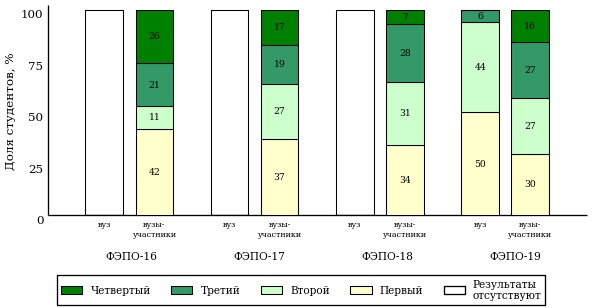 100
75
50
25
0
Доля студентов, %
26
21
11
42
17
19
27
37
7
28
31
34
6
44
50
16
27
27
30
вуз
вузы-
участники
вуз
вузы-
участники
вуз
вузы-
участники
вуз
вузы-
участники
ФЭПО-16
ФЭПО-17
ФЭПО-18
ФЭПО-19
Четвертый
Третий
Второй
Первый
Результаты
отсутствуют